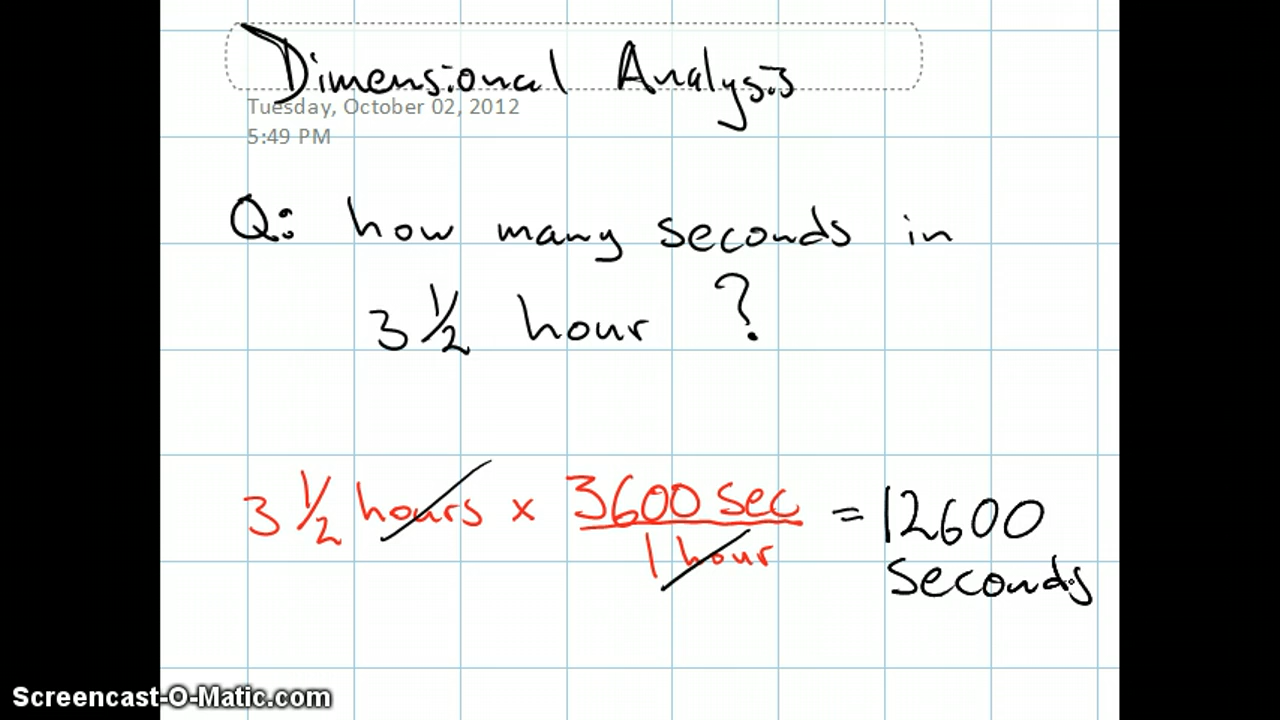 Dimensional Analysis
Tuesday, October 02, 2012
5:49 PM
Q: how many seconds in
3 1/2 hour ?
3 1/2 hours x 3600 sec = 12600
1 hour seconds
Screencast-O-Matic.com